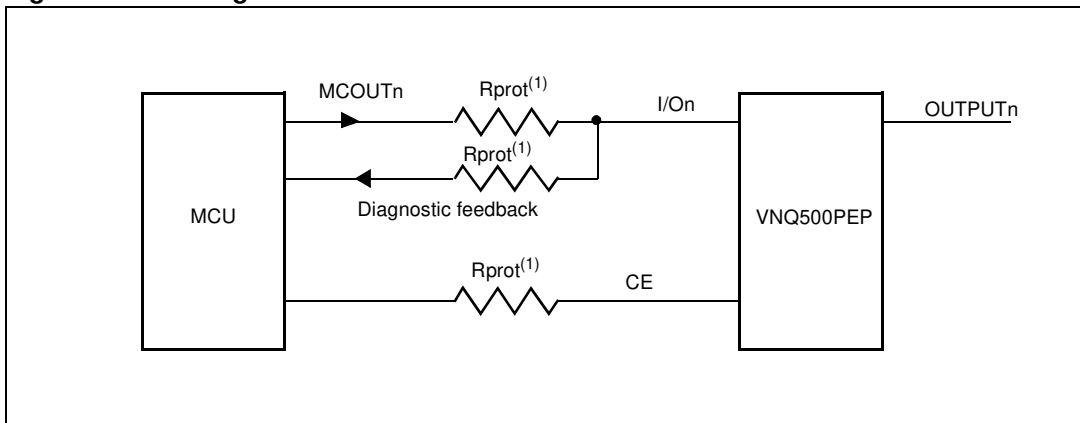 MCOUTn
Rprot(1)
I/On
OUTPUTn
Rprot(1)
Diagnostic feedback
MCU
VNQ500PEP
Rprot(1)
CE